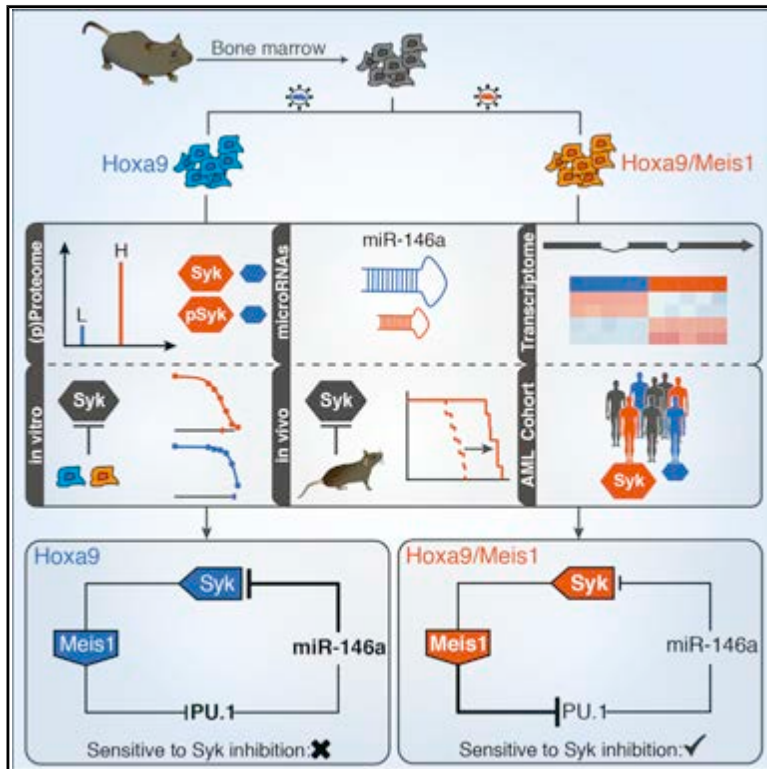 Bone marrow
Hoxa9
Hoxa9/Meis1
(p)Proteome
H
L
Syk
pSyk
microRNAs
miR-146a
Transcriptome
in vitro
Syk
in vivo
Syk
AML Cohort
Syk
Hoxa9
Syk
Meis1
miR-146a
PU.1
Sensitive to Syk inhibition: ✖
Hoxa9/Meis1
Syk
Meis1
miR-146a
PU.1
Sensitive to Syk inhibition: ✓